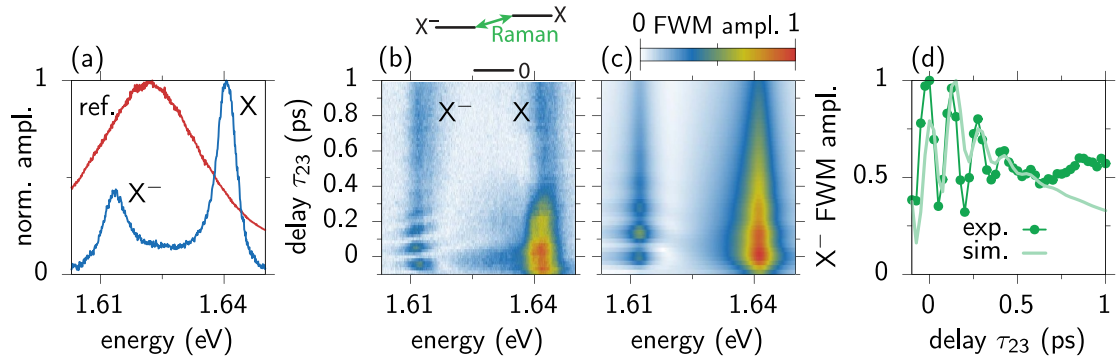 X⁻ X
Raman
0
0 FWM ampl. 1
(a) (b) (c) (d)
norm. ampl.
1
0
ref.
X⁻
X
1.61 1.64
energy (eV)
delay τ₂₃ (ps)
0.8
0.6
0.4
0.2
0
X⁻ X
1.61 1.64
energy (eV)
1.61 1.64
energy (eV)
X⁻ FWM ampl.
1
0.5
0
exp.
sim.
0 0.5 1
delay τ₂₃ (ps)